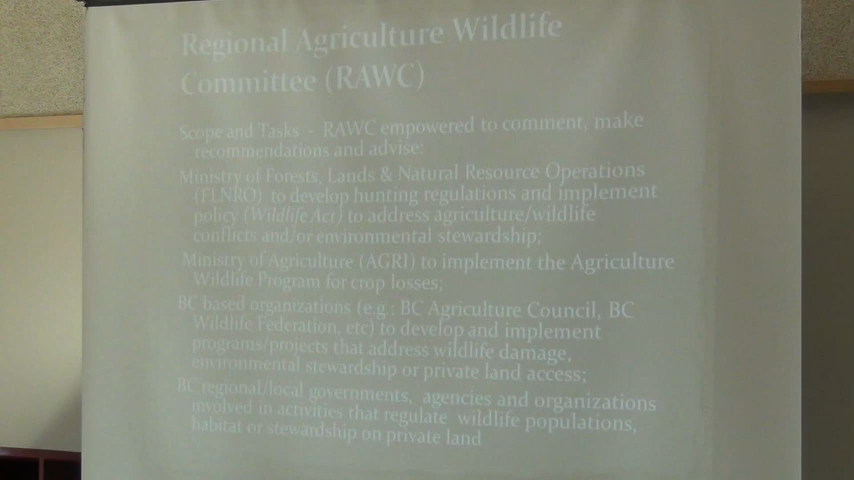 Regional Agriculture Wildlife
Committee (RAWC)
Scope and Tasks - RAWC empowered to comment, make
recommendations and advise:
Ministry of Forests, Lands & Natural Resource Operations
(FLNRO) to develop hunting regulations and implement
policy (Wildlife Act) to address agriculture/wildlife
conflicts and/or environmental stewardship;
Ministry of Agriculture (AGRI) to implement the Agriculture
Wildlife Program for crop losses;
BC based organizations (e.g.: BC Agriculture Council, BC
Wildlife Federation, etc) to develop and implement
programs/projects that address wildlife damage,
environmental stewardship or private land access;
BC regional/local governments, agencies and organizations
involved in activities that regulate wildlife populations,
habitat or stewardship on private land